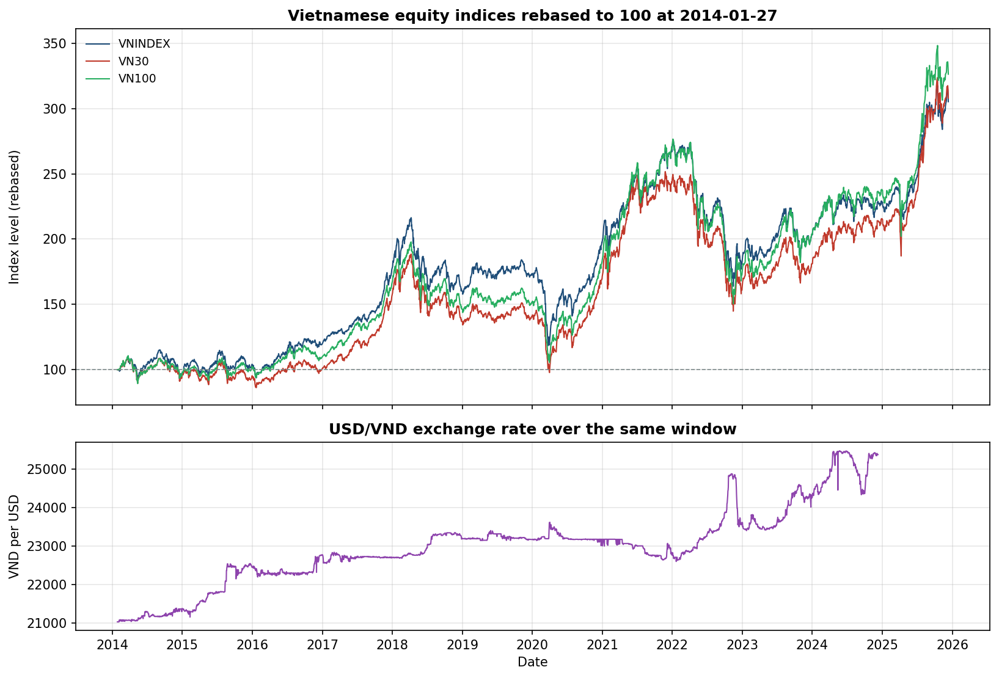 Vietnamese equity indices rebased to 100 at 2014-01-27
Index level (rebased)
350
300
250
200
150
100
VNINDEX
VN30
VN100
USD/VND exchange rate over the same window
VND per USD
25000
24000
23000
22000
21000
2014 2015 2016 2017 2018 2019 2020 2021 2022 2023 2024 2025 2026
Date